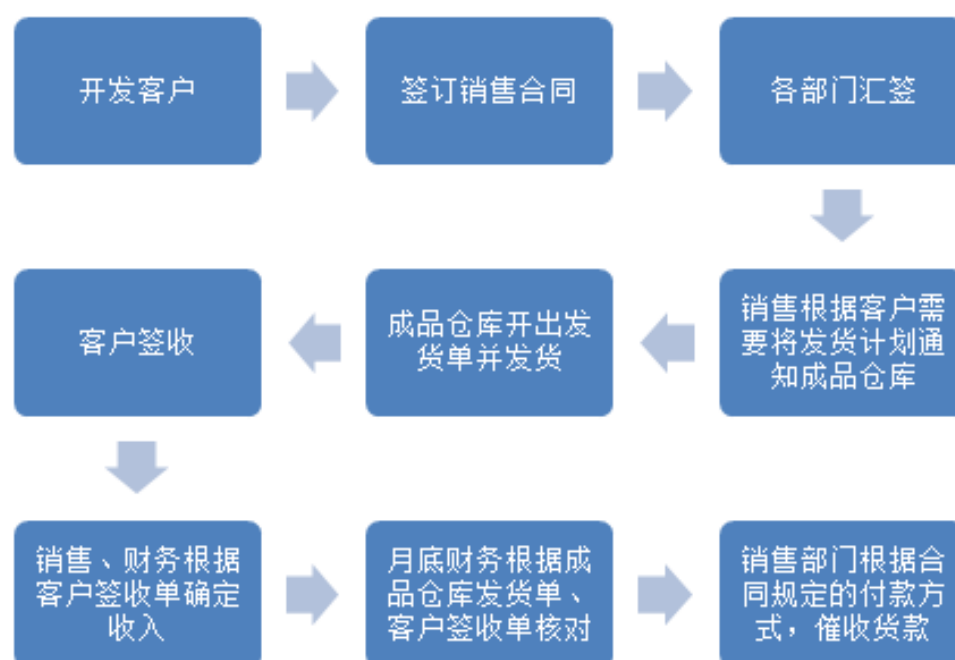 开发客户
签订销售合同
各部门汇签
销售根据客户需
要将发货计划通
知成品仓库
成品仓库开出发
货单并发货
客户签收
销售、财务根据
客户签收单确定
收入
月底财务根据成
品仓库发货单、
客户签收单核对
销售部门根据合
同规定的付款方
式，催收货款